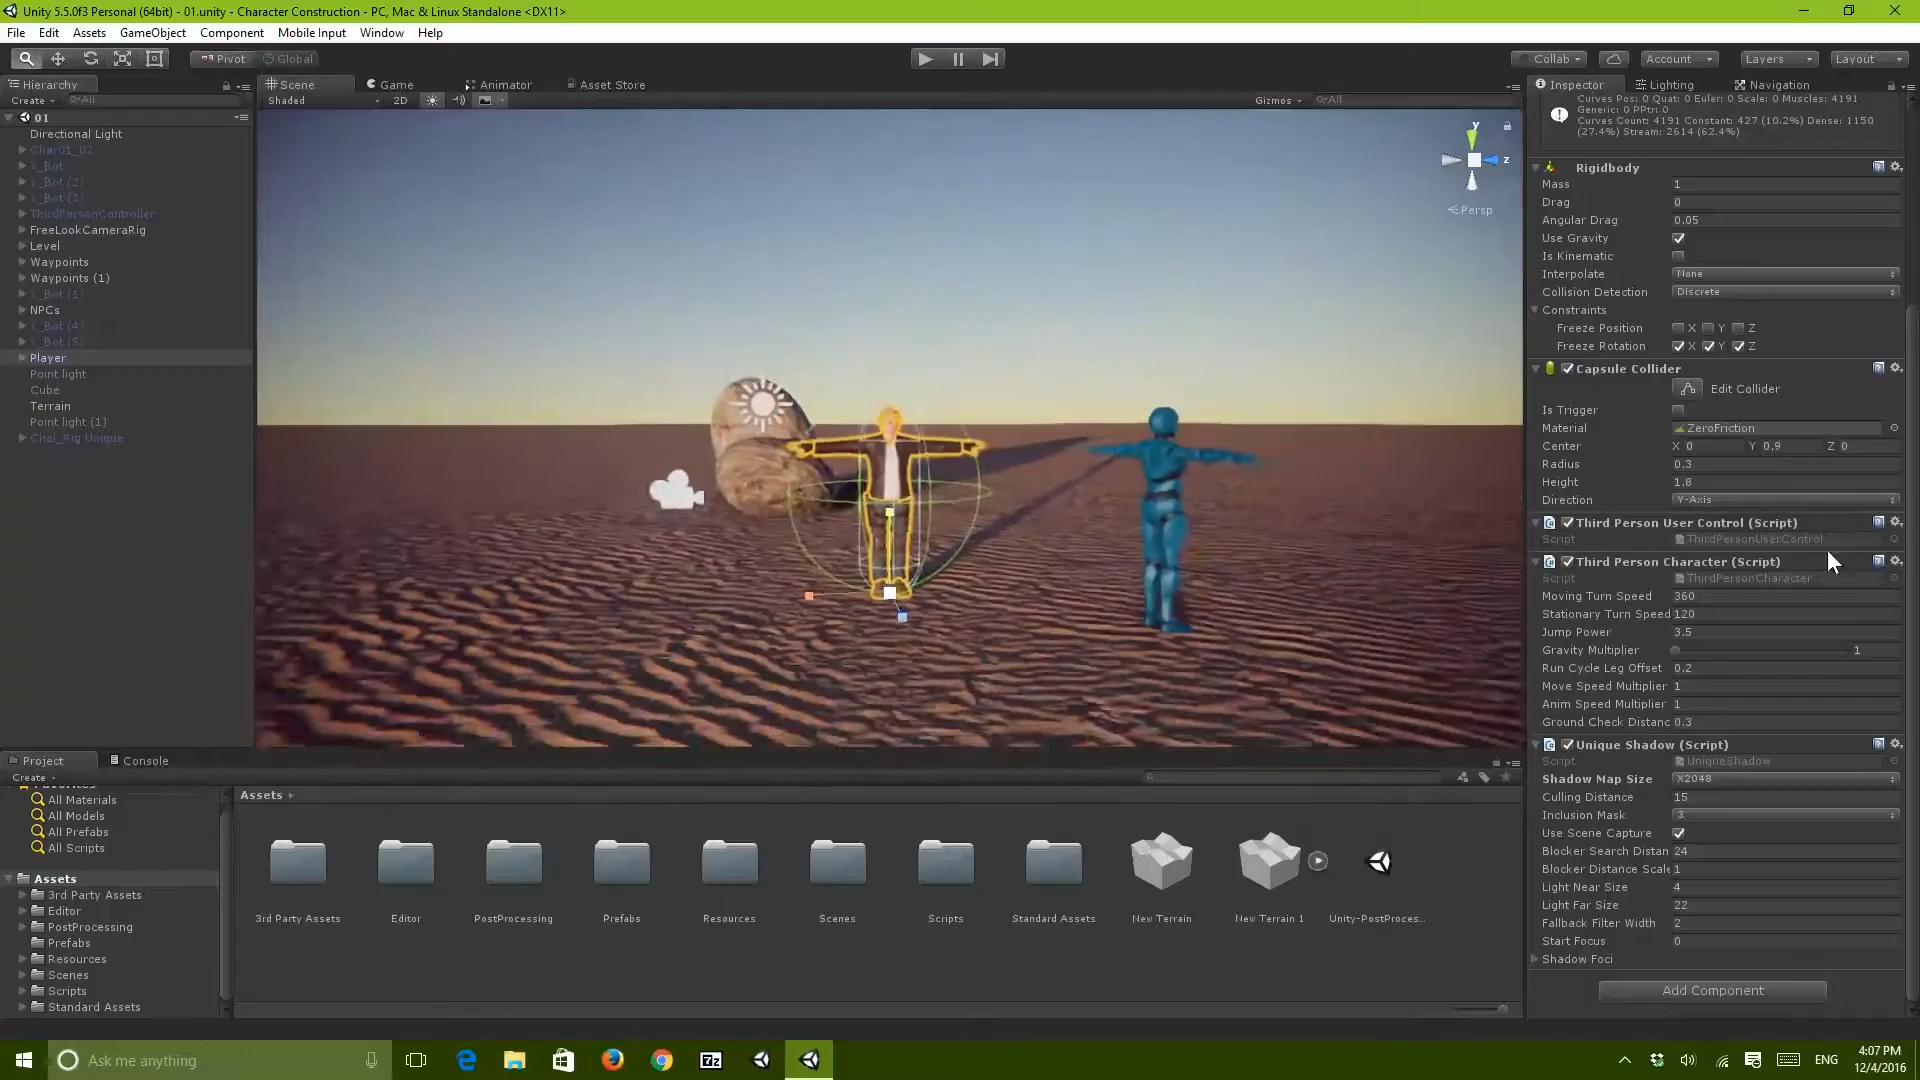 Unity 5.5.0f3 Personal (64bit) - 01.unity - Character Construction - PC, Mac & Linux Standalone <DX11>
File Edit Assets GameObject Component Mobile Input Window Help
Pivot Global
Collab Account Layers Layout
Hierarchy
Create All
01
Directional Light
Char01_02
Y_Bot
Y_Bot (2)
Y_Bot (3)
ThirdPersonController
FreeLookCameraRig
Level
Waypoints
Waypoints (1)
Y_Bot (1)
NPCs
Y_Bot (4)
Y_Bot (5)
Player
Point light
Cube
Terrain
Point light (1)
Chal_Rig Unique
Scene Game Animator Asset Store
Shaded 2D Gizmos All
y
z
Persp
Inspector Lighting Navigation
Curves Pos: 0 Quat: 0 Euler: 0 Scale: 0 Muscles: 4191
Generic: 0 PPtr: 0
Curves Count: 4191 Constant: 427 (10.2%) Dense: 1150
(27.4%) Stream: 2614 (62.4%)
Rigidbody
Mass 1
Drag 0
Angular Drag 0.05
Use Gravity
Is Kinematic
Interpolate None
Collision Detection Discrete
Constraints
Freeze Position X Y Z
Freeze Rotation X Y Z
Capsule Collider
Edit Collider
Is Trigger
Material ZeroFriction
Center X 0 Y 0.9 Z 0
Radius 0.3
Height 1.8
Direction Y-Axis
Third Person User Control (Script)
Script ThirdPersonUserControl
Third Person Character (Script)
Script ThirdPersonCharacter
Moving Turn Speed 360
Stationary Turn Speed 120
Jump Power 3.5
Gravity Multiplier 1
Run Cycle Leg Offset 0.2
Move Speed Multiplier 1
Anim Speed Multiplier 1
Ground Check Distanc 0.3
Unique Shadow (Script)
Script UniqueShadow
Shadow Map Size X2048
Culling Distance 15
Inclusion Mask 3
Use Scene Capture
Blocker Search Distan 24
Blocker Distance Scale 1
Light Near Size 4
Light Far Size 22
Fallback Filter Width 2
Start Focus 0
Shadow Foci
Add Component
Project Console
Create
Favorites
All Materials
All Models
All Prefabs
All Scripts
Assets
3rd Party Assets
Editor
PostProcessing
Prefabs
Resources
Scenes
Scripts
Standard Assets
Assets
3rd Party Assets Editor PostProcessing Prefabs Resources Scenes Scripts Standard Assets New Terrain New Terrain 1 Unity-PostProces...
Ask me anything
7z
ENG
4:07 PM
12/4/2016